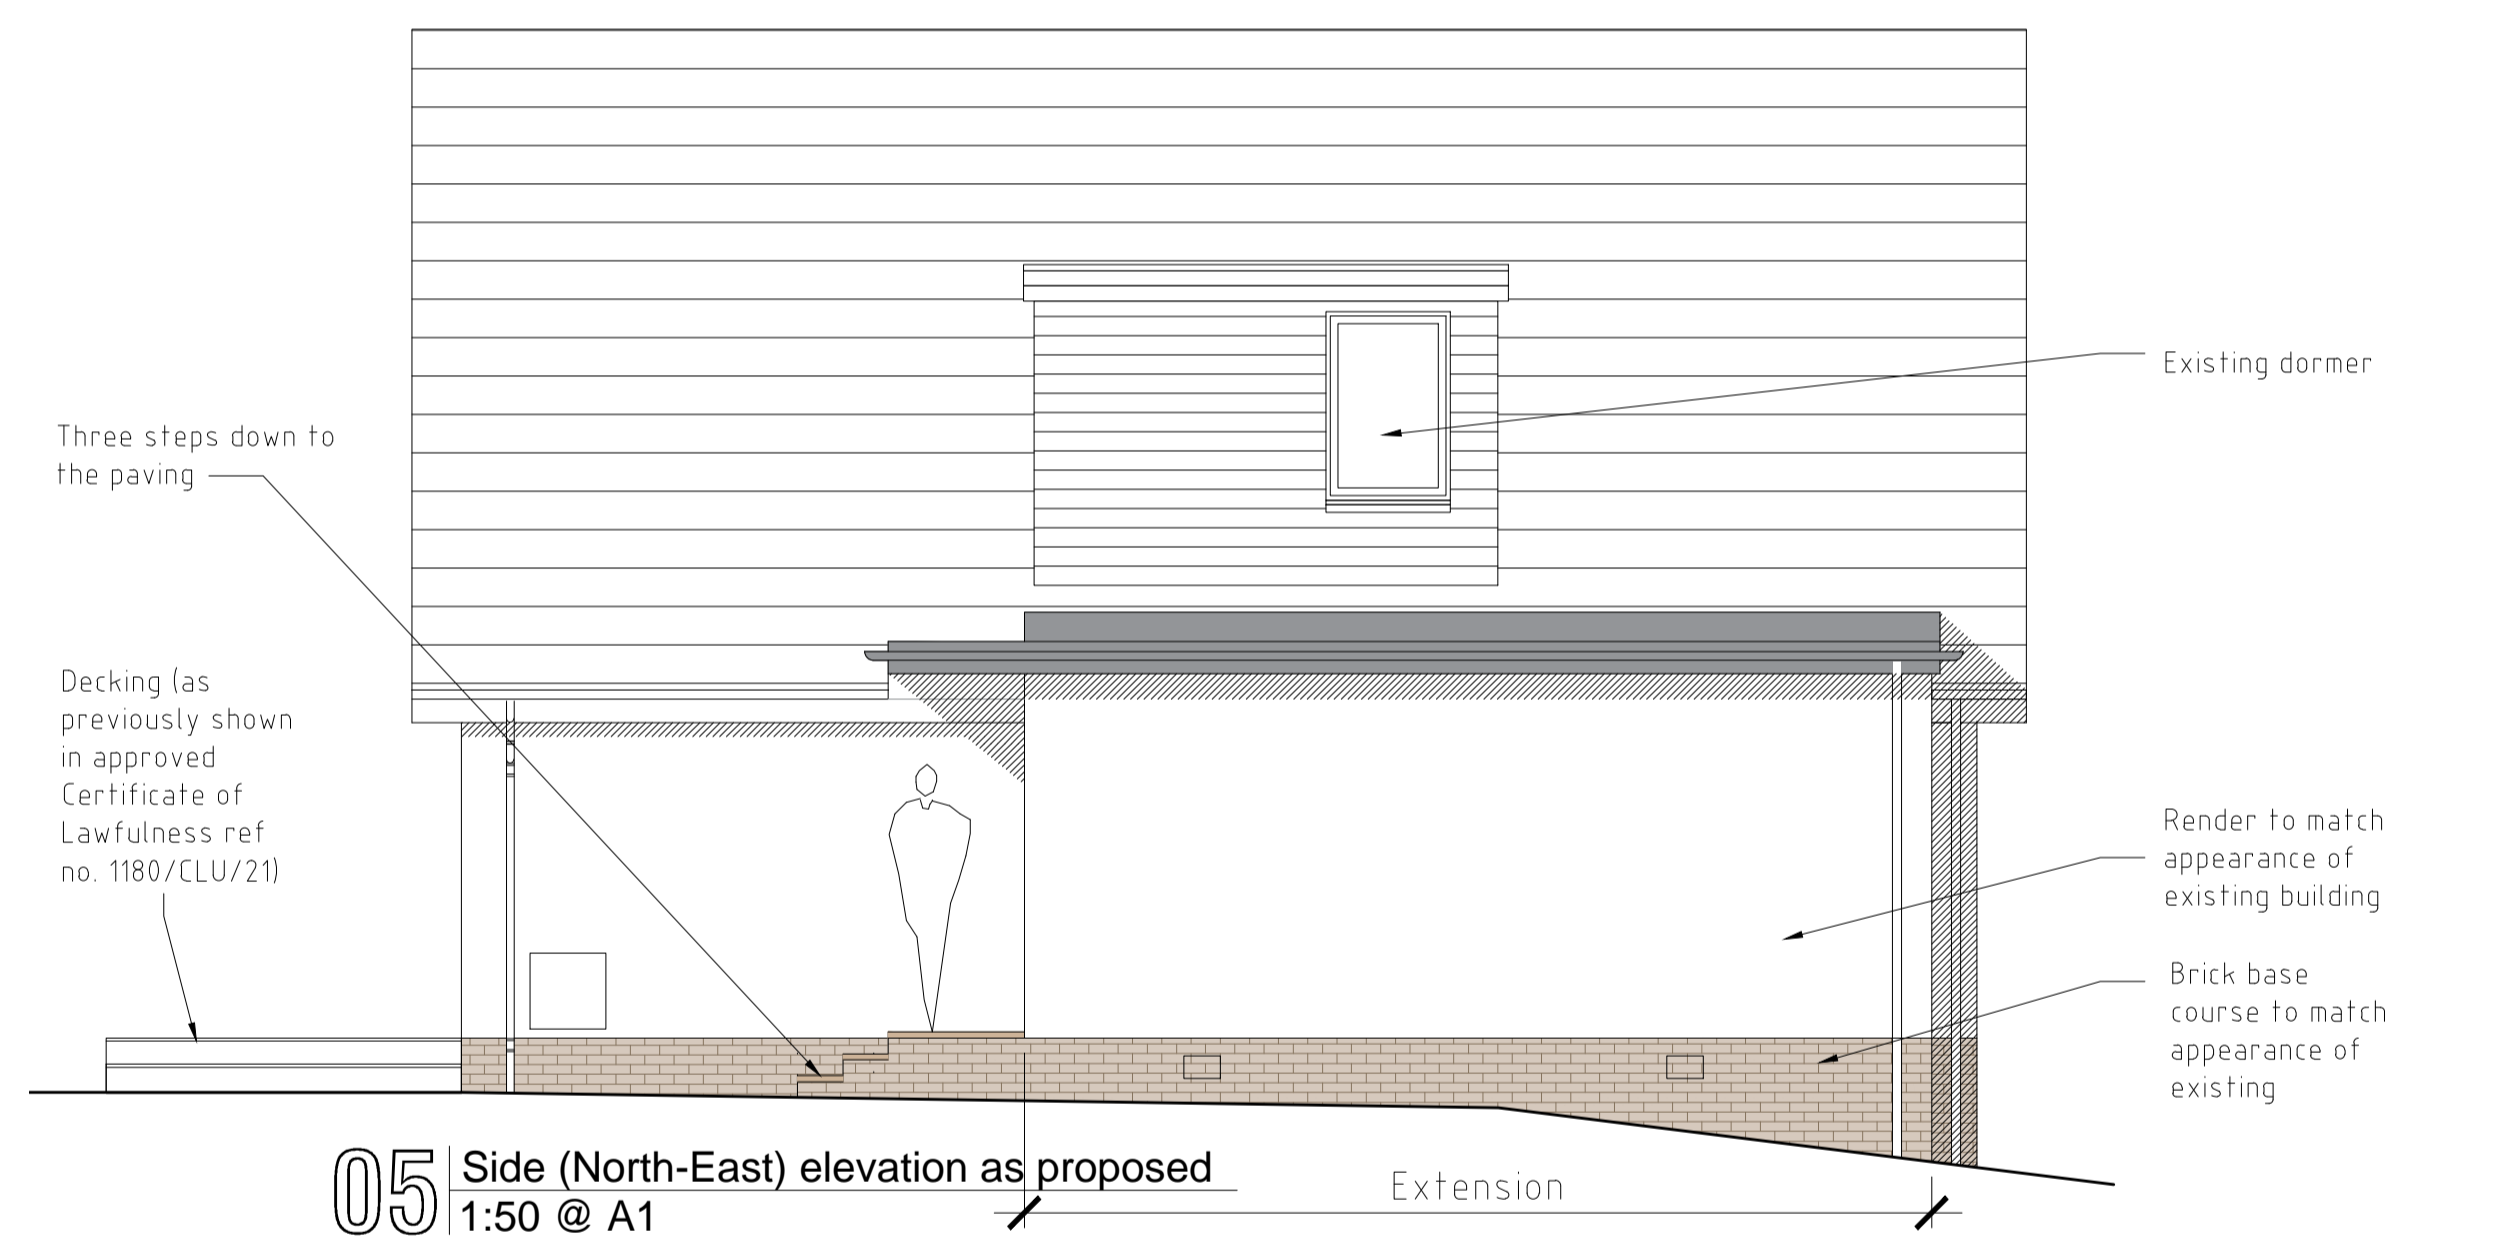 Existing dormer
Three steps down to
the paving
Decking (as
previously shown
in approved
Certificate of
Lawfulness ref
no. 1180/CLU/21)
Render to match
appearance of
existing building
Brick base
course to match
appearance of
existing
05
Side (North-East) elevation as proposed
1:50 @ A1
Extension